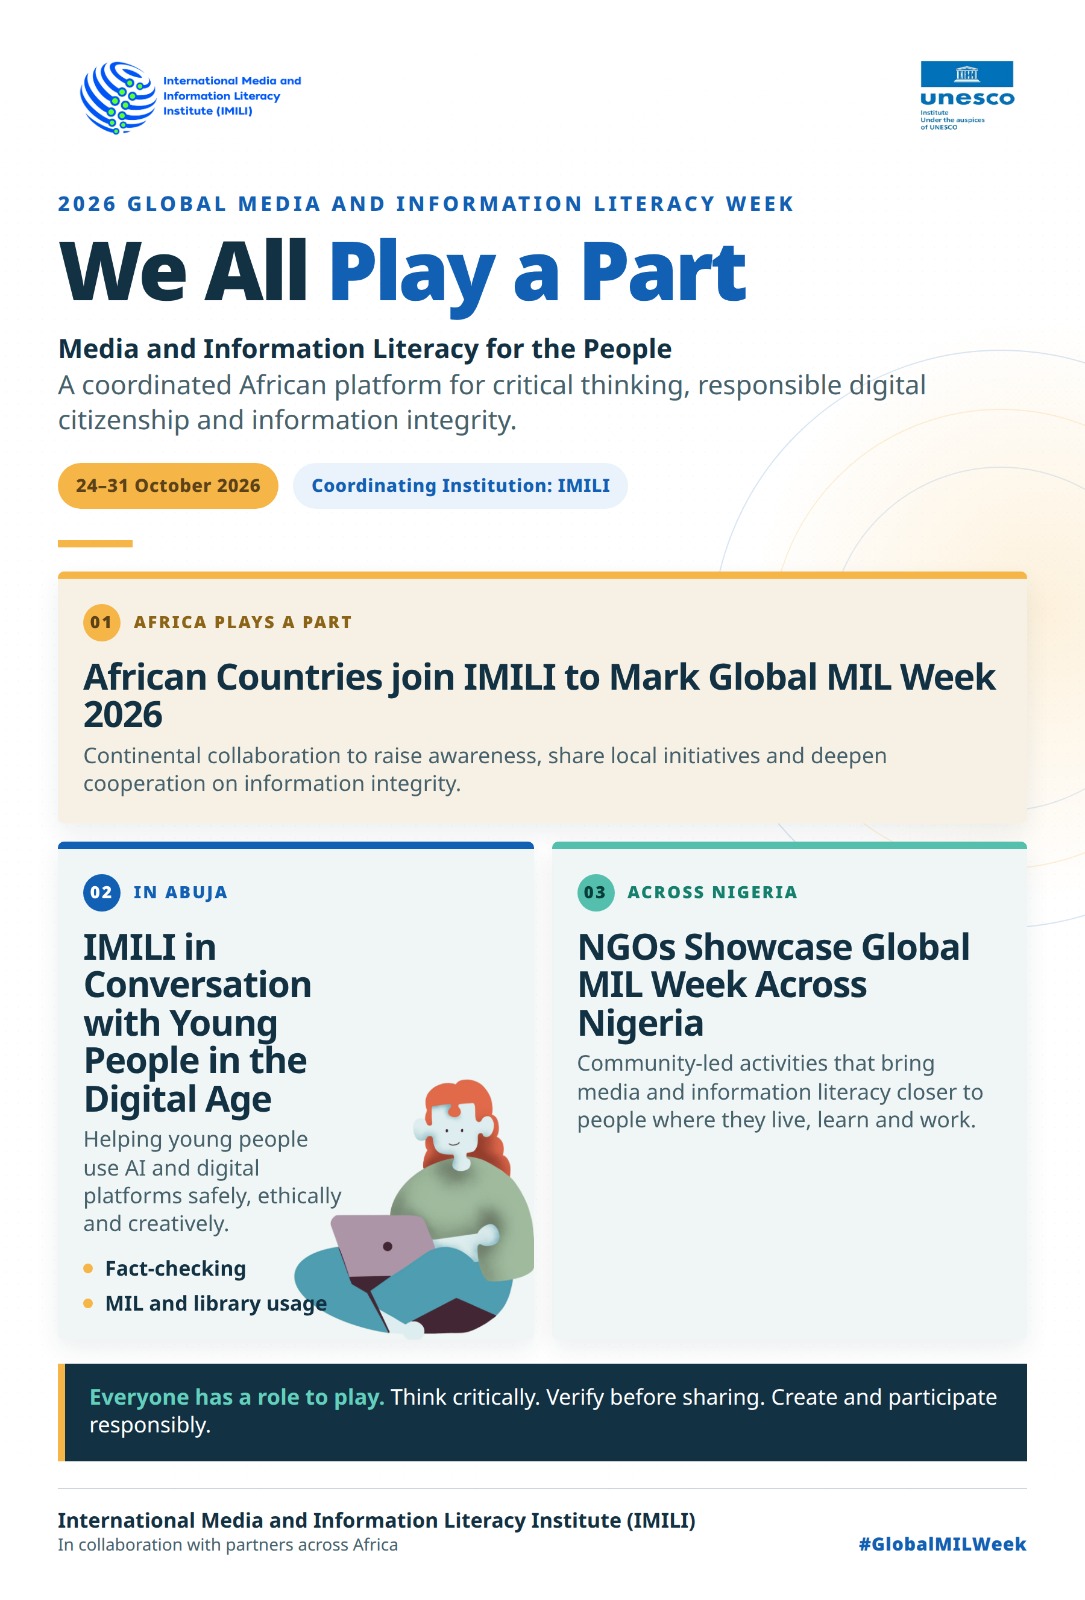 International Media and
Information Literacy
Institute (IMILI)
unesco
Institute
Under the auspices
of UNESCO
2026 GLOBAL MEDIA AND INFORMATION LITERACY WEEK
We All Play a Part
Media and Information Literacy for the People
A coordinated African platform for critical thinking, responsible digital
citizenship and information integrity.
24–31 October 2026
Coordinating Institution: IMILI
01 AFRICA PLAYS A PART
African Countries join IMILI to Mark Global MIL Week
2026
Continental collaboration to raise awareness, share local initiatives and deepen
cooperation on information integrity.
02 IN ABUJA
IMILI in
Conversation
with Young
People in the
Digital Age
Helping young people
use AI and digital
platforms safely, ethically
and creatively.
Fact-checking
MIL and library usage
03 ACROSS NIGERIA
NGOs Showcase Global
MIL Week Across
Nigeria
Community-led activities that bring
media and information literacy closer to
people where they live, learn and work.
Everyone has a role to play. Think critically. Verify before sharing. Create and participate
responsibly.
International Media and Information Literacy Institute (IMILI)
In collaboration with partners across Africa
#GlobalMILWeek